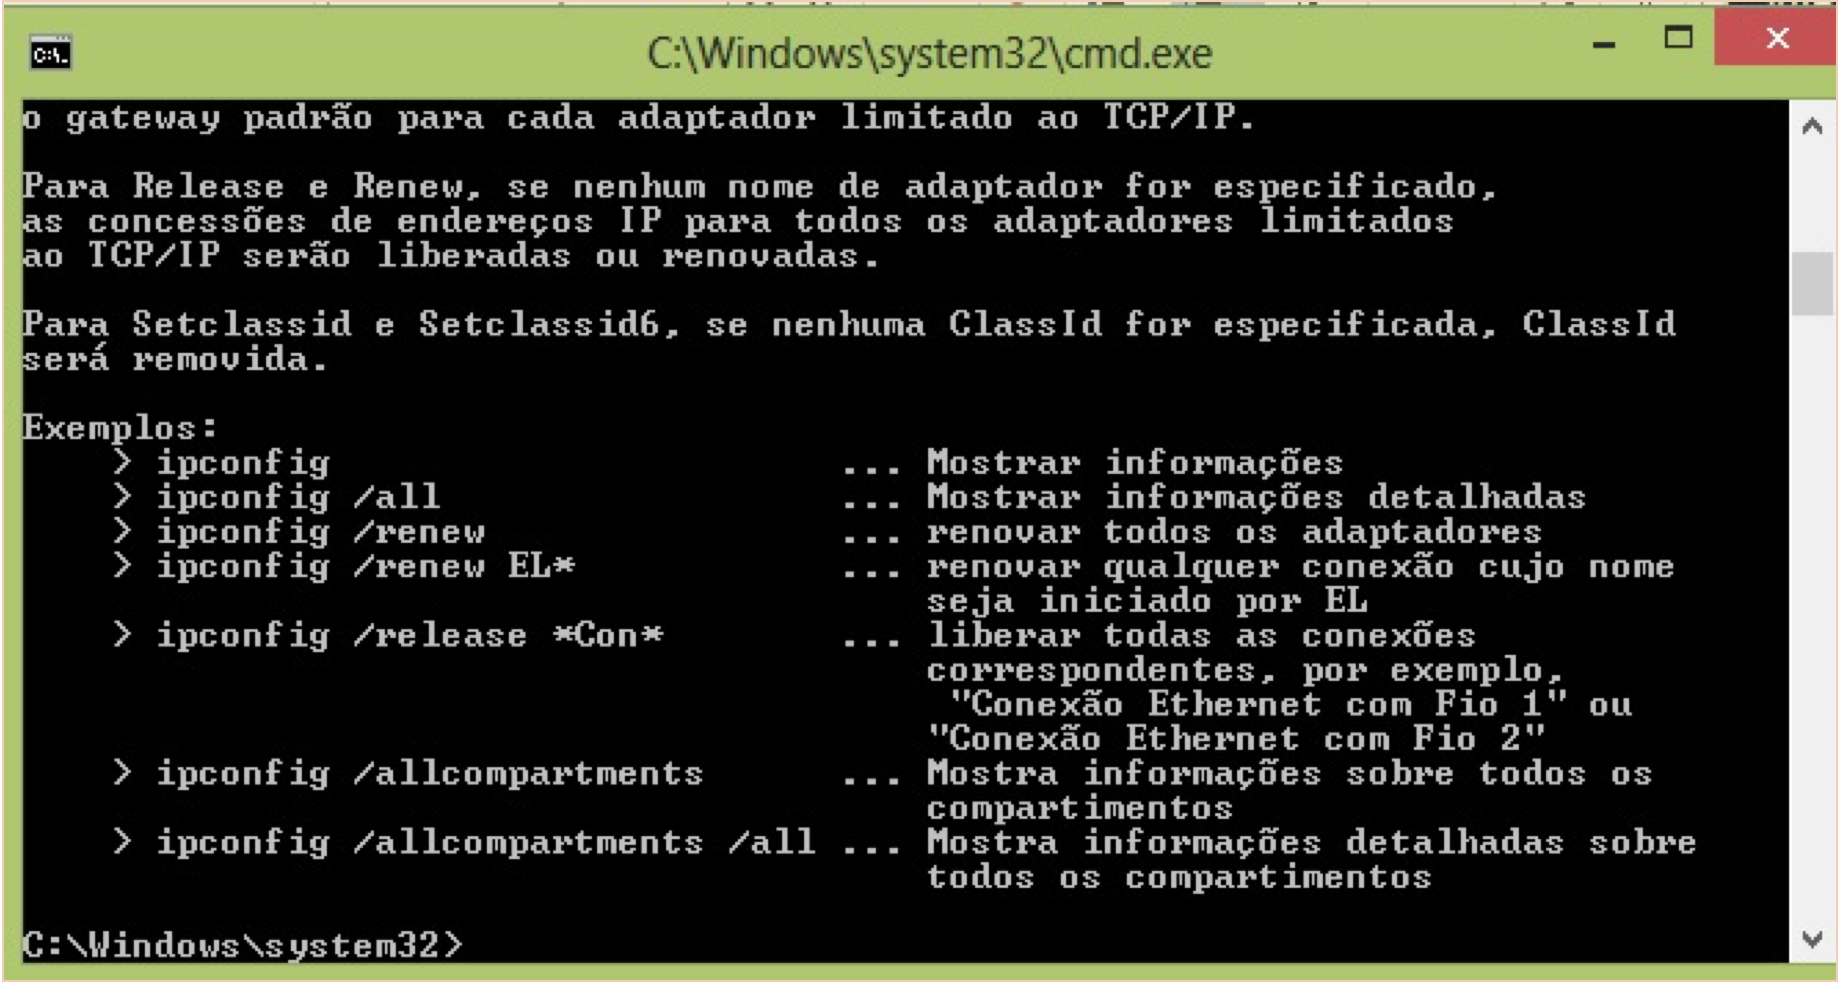 C:\Windows\system32\cmd.exe
o gateway padrão para cada adaptador limitado ao TCP/IP.
Para Release e Renew, se nenhum nome de adaptador for especificado,
as concessões de endereços IP para todos os adaptadores limitados
ao TCP/IP serão liberadas ou renovadas.
Para Setclassid e Setclassid6, se nenhuma ClassId for especificada, ClassId
será removida.
Exemplos:
> ipconfig ... Mostrar informações
> ipconfig /all ... Mostrar informações detalhadas
> ipconfig /renew ... renovar todos os adaptadores
> ipconfig /renew EL* ... renovar qualquer conexão cujo nome
seja iniciado por EL
> ipconfig /release *Con* ... liberar todas as conexões
correspondentes, por exemplo,
"Conexão Ethernet com Fio 1" ou
"Conexão Ethernet com Fio 2"
> ipconfig /allcompartments ... Mostra informações sobre todos os
compartimentos
> ipconfig /allcompartments /all ... Mostra informações detalhadas sobre
todos os compartimentos
C:\Windows\system32>